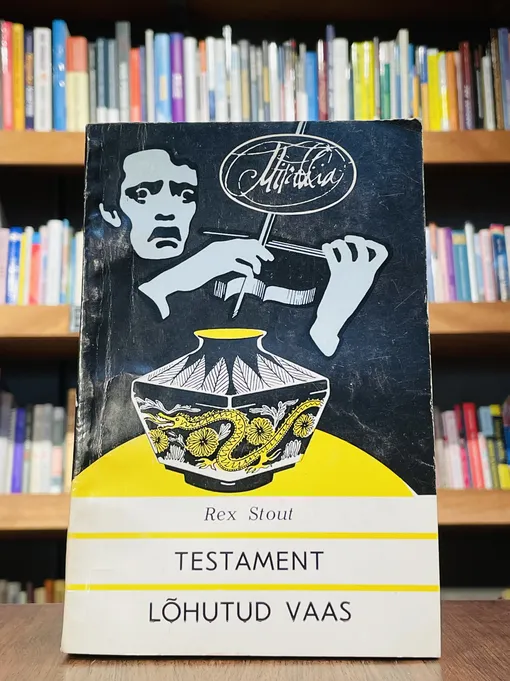 Mirabilia
Rex Stout
TESTAMENT
LÕHUTUD VAAS